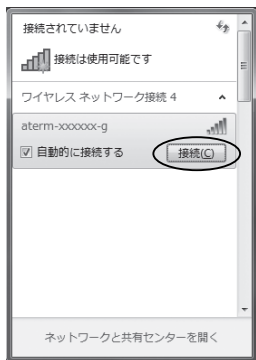 接続されていません
接続は使用可能です
ワイヤレス ネットワーク接続 4
aterm-xxxxxx-g
自動的に接続する
接続(C)
ネットワークと共有センターを開く